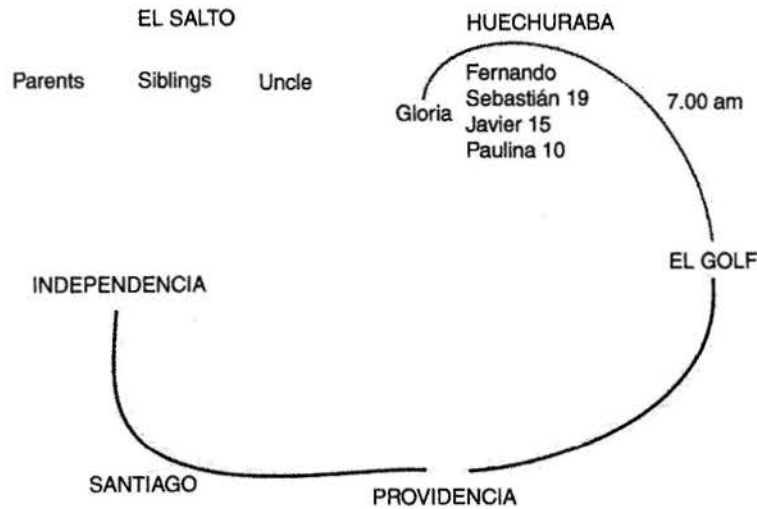 EL SALTO
HUECHURABA
Parents Siblings Uncle
Gloria
Fernando
Sebastián 19
Javier 15
Paulina 10
7.00 am
EL GOLF
INDEPENDENCIA
SANTIAGO
PROVIDENCIA